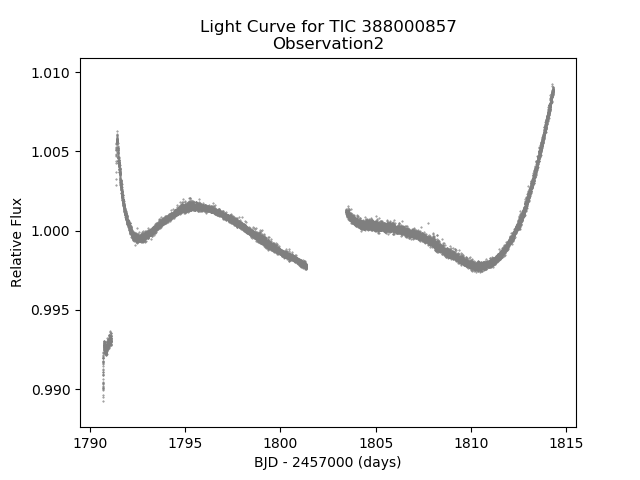 Light Curve for TIC 388000857
Observation2
1.010
1.005
1.000
0.995
0.990
Relative Flux
1790 1795 1800 1805 1810 1815
BJD - 2457000 (days)